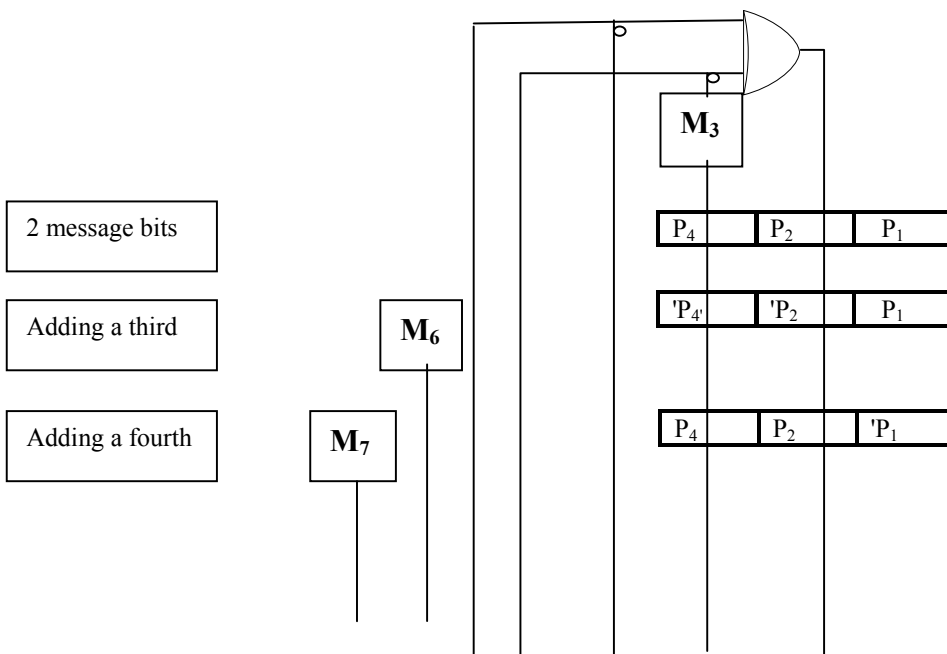 M₃
2 message bits
P₄ P₂ P₁
Adding a third
M₆
'P₄' 'P₂ P₁
Adding a fourth
M₇
P₄ P₂ 'P₁